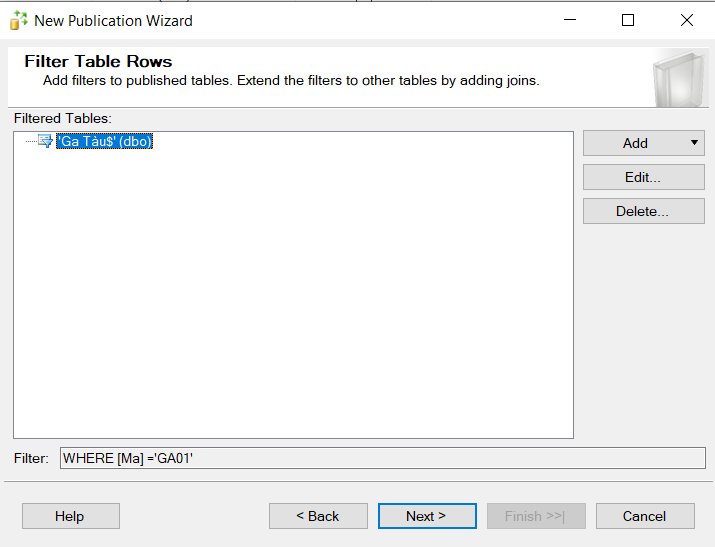 New Publication Wizard
Filter Table Rows
Add filters to published tables. Extend the filters to other tables by adding joins.
Filtered Tables:
'Ga Tàu$' (dbo)
Add
Edit...
Delete...
Filter:
WHERE [Ma] ='GA01'
Help
< Back
Next >
Finish >>|
Cancel